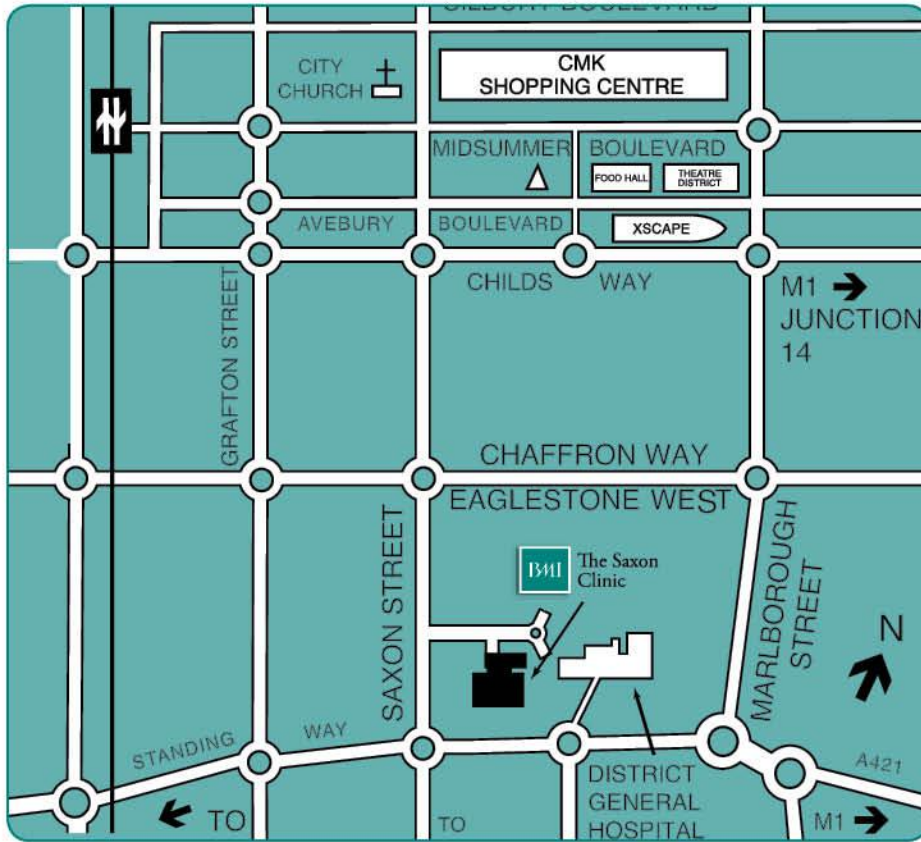 SILBURY BOULEVARD
CITY
CHURCH
CMK
SHOPPING CENTRE
MIDSUMMER
BOULEVARD
FOOD HALL
THEATRE
DISTRICT
AVEBURY
BOULEVARD
XSCAPE
CHILDS
WAY
M1
JUNCTION
14
GRAFTON STREET
CHAFFRON WAY
EAGLESTONE WEST
SAXON STREET
BMI
The Saxon
Clinic
MARLBOROUGH
STREET
N
STANDING
WAY
A421
DISTRICT
GENERAL
HOSPITAL
TO
TO
M1